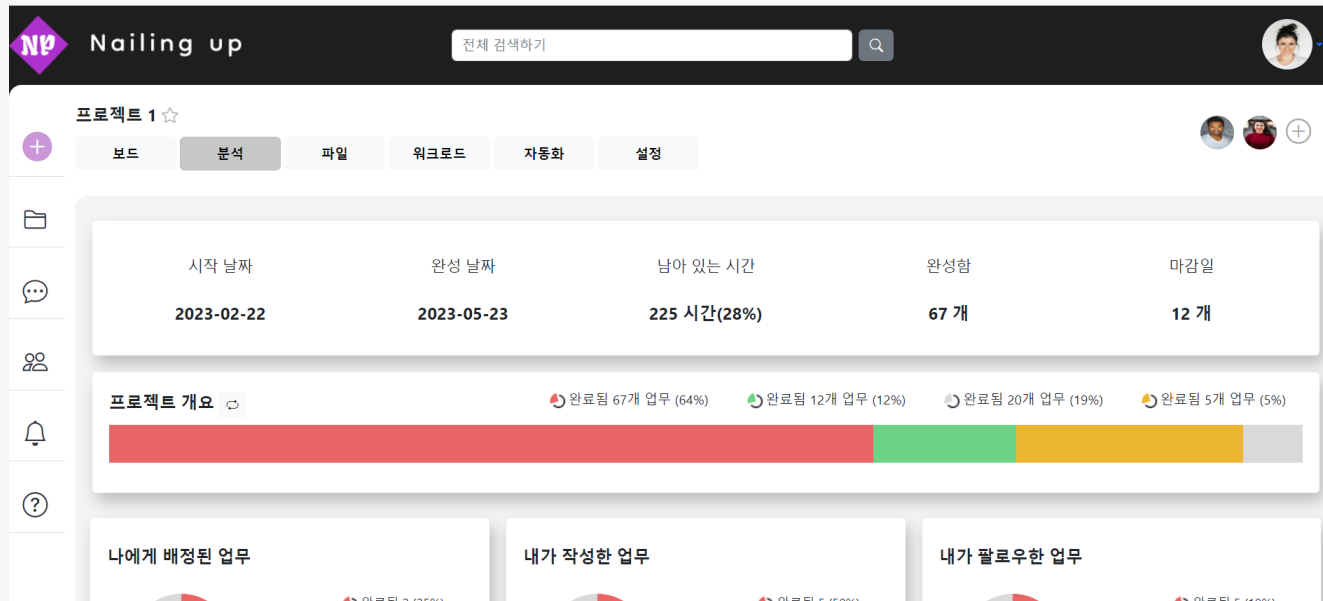 NP Nailing up
전체 검색하기
프로젝트 1
보드 분석 파일 워크로드 자동화 설정
시작 날짜 완성 날짜 남아 있는 시간 완성함 마감일
2023-02-22 2023-05-23 225 시간(28%) 67 개 12 개
프로젝트 개요 완료됨 67개 업무 (64%) 완료됨 12개 업무 (12%) 완료됨 20개 업무 (19%) 완료됨 5개 업무 (5%)
나에게 배정된 업무 내가 작성한 업무 내가 팔로우한 업무